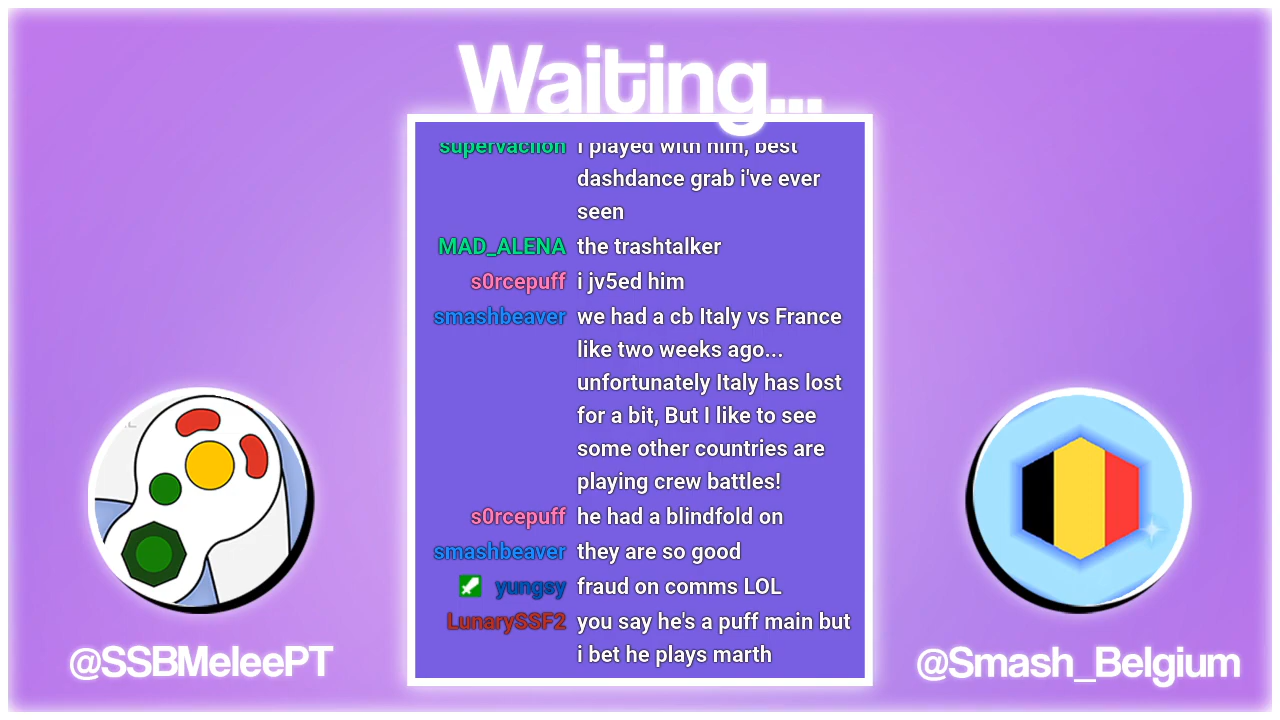 Waiting...
supervaciion i played with him, best
dashdance grab i've ever
seen
MAD_ALENA the trashtalker
s0rcepuff i jv5ed him
smashbeaver we had a cb Italy vs France
like two weeks ago...
unfortunately Italy has lost
for a bit, But I like to see
some other countries are
playing crew battles!
s0rcepuff he had a blindfold on
smashbeaver they are so good
yungsy fraud on comms LOL
LunarySSF2 you say he's a puff main but
i bet he plays marth
@SSBMeleePT
@Smash_Belgium